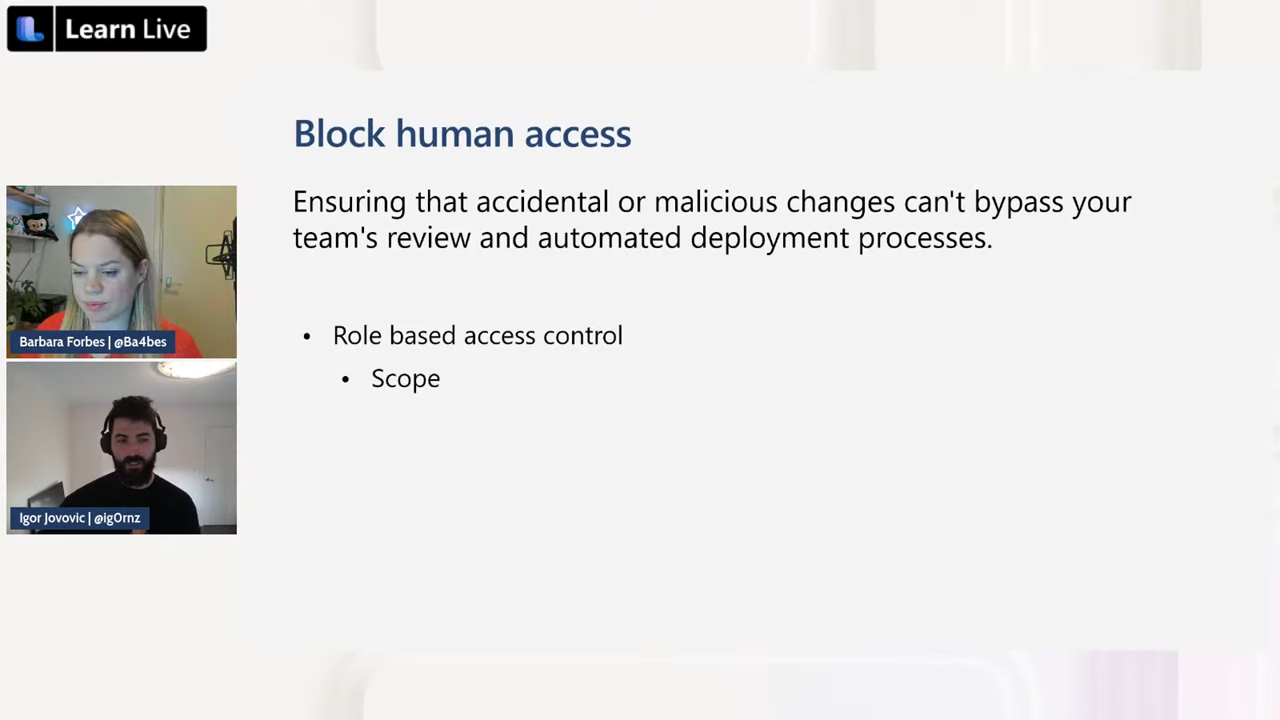 Learn Live
Block human access
Ensuring that accidental or malicious changes can't bypass your
team's review and automated deployment processes.
• Role based access control
• Scope
Barbara Forbes | @Ba4bes
Igor Jovovic | @ig0rnz